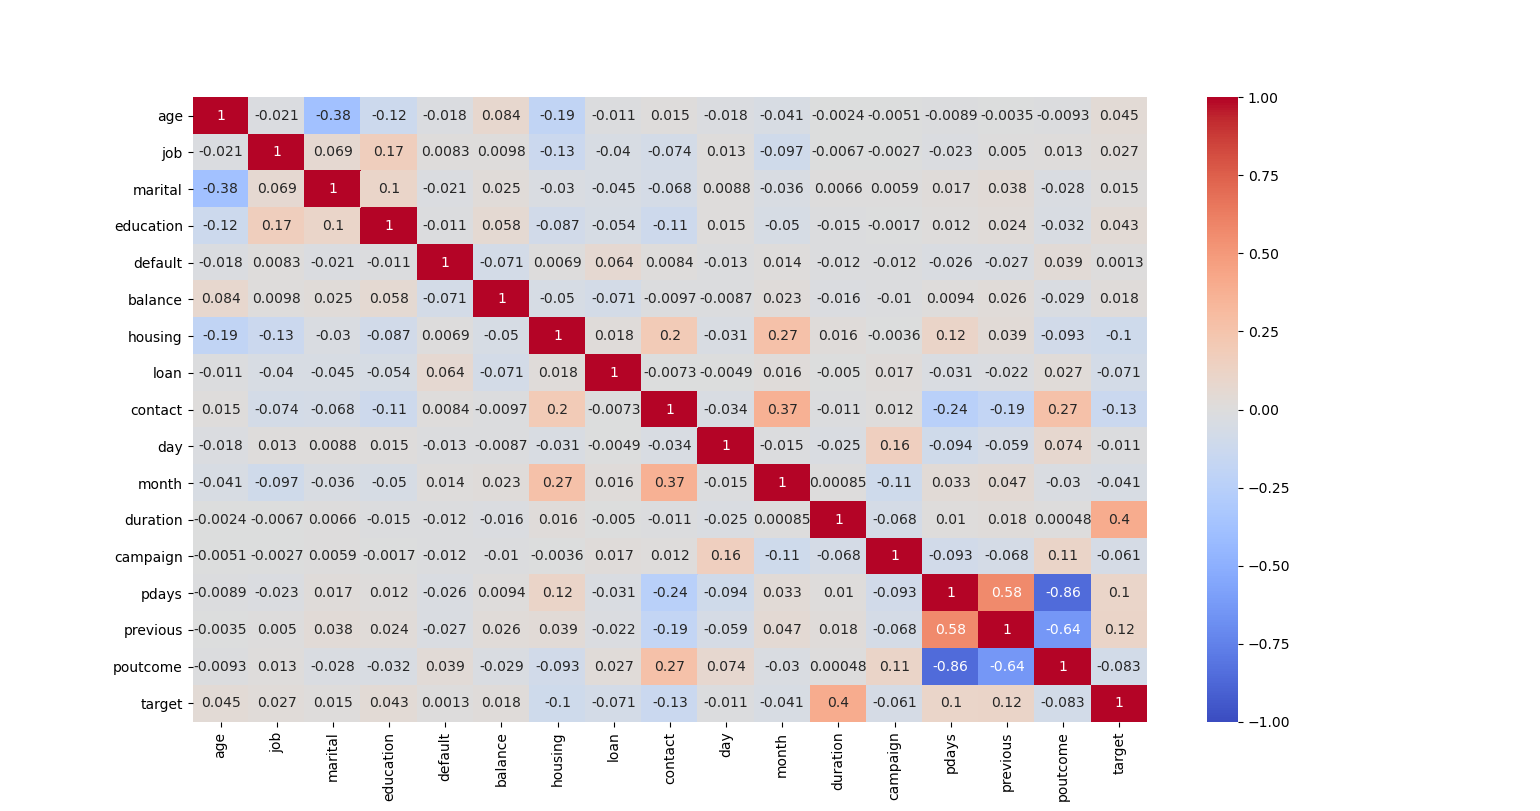 age 1 -0.021 -0.38 -0.12 -0.018 0.084 -0.19 -0.011 0.015 -0.018 -0.041 -0.0024 -0.0051 -0.0089 -0.0035 -0.0093 0.045 1.00
job -0.021 1 0.069 0.17 0.0083 0.0098 -0.13 -0.04 -0.074 0.013 -0.097 -0.0067 -0.0027 -0.023 0.005 0.013 0.027
marital -0.38 0.069 1 0.1 -0.021 0.025 -0.03 -0.045 -0.068 0.0088 -0.036 0.0066 0.0059 0.017 0.038 -0.028 0.015 0.75
education -0.12 0.17 0.1 1 -0.011 0.058 -0.087 -0.054 -0.11 0.015 -0.05 -0.015 -0.0017 0.012 0.024 -0.032 0.043
default -0.018 0.0083 -0.021 -0.011 1 -0.071 0.0069 0.064 0.0084 -0.013 0.014 -0.012 -0.012 -0.026 -0.027 0.039 0.0013 0.50
balance 0.084 0.0098 0.025 0.058 -0.071 1 -0.05 -0.071 -0.0097 -0.0087 0.023 -0.016 -0.01 0.0094 0.026 -0.029 0.018
housing -0.19 -0.13 -0.03 -0.087 0.0069 -0.05 1 0.018 0.2 -0.031 0.27 0.016 -0.0036 0.12 0.039 -0.093 -0.1 0.25
loan -0.011 -0.04 -0.045 -0.054 0.064 -0.071 0.018 1 -0.0073 -0.0049 0.016 -0.005 0.017 -0.031 -0.022 0.027 -0.071
contact 0.015 -0.074 -0.068 -0.11 0.0084 -0.0097 0.2 -0.0073 1 -0.034 0.37 -0.011 0.012 -0.24 -0.19 0.27 -0.13 0.00
day -0.018 0.013 0.0088 0.015 -0.013 -0.0087 -0.031 -0.0049 -0.034 1 -0.015 -0.025 0.16 -0.094 -0.059 0.074 -0.011
month -0.041 -0.097 -0.036 -0.05 0.014 0.023 0.27 0.016 0.37 -0.015 1 0.00085 -0.11 0.033 0.047 -0.03 -0.041 −0.25
duration -0.0024 -0.0067 0.0066 -0.015 -0.012 -0.016 0.016 -0.005 -0.011 -0.025 0.00085 1 -0.068 0.01 0.018 0.00048 0.4
campaign -0.0051 -0.0027 0.0059 -0.0017 -0.012 -0.01 -0.0036 0.017 0.012 0.16 -0.11 -0.068 1 -0.093 -0.068 0.11 -0.061 −0.50
pdays -0.0089 -0.023 0.017 0.012 -0.026 0.0094 0.12 -0.031 -0.24 -0.094 0.033 0.01 -0.093 1 0.58 -0.86 0.1
previous -0.0035 0.005 0.038 0.024 -0.027 0.026 0.039 -0.022 -0.19 -0.059 0.047 0.018 -0.068 0.58 1 -0.64 0.12 −0.75
poutcome -0.0093 0.013 -0.028 -0.032 0.039 -0.029 -0.093 0.027 0.27 0.074 -0.03 0.00048 0.11 -0.86 -0.64 1 -0.083
target 0.045 0.027 0.015 0.043 0.0013 0.018 -0.1 -0.071 -0.13 -0.011 -0.041 0.4 -0.061 0.1 0.12 -0.083 1 −1.00
age job marital education default balance housing loan contact day month duration campaign pdays previous poutcome target